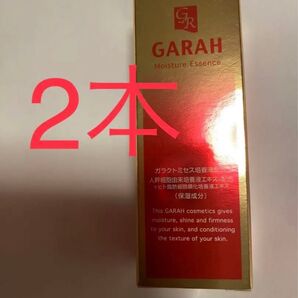 GR
GARAH
Moisture Essence
2本
ガラクトミセス培養液
人幹細胞由来培養液エキス
ヒト脂肪細胞順化培養液エキス
(保湿成分)
This GARAH cosmetics gives
moisture, shine and firmness
to your skin, and conditioning
the texture of your skin.